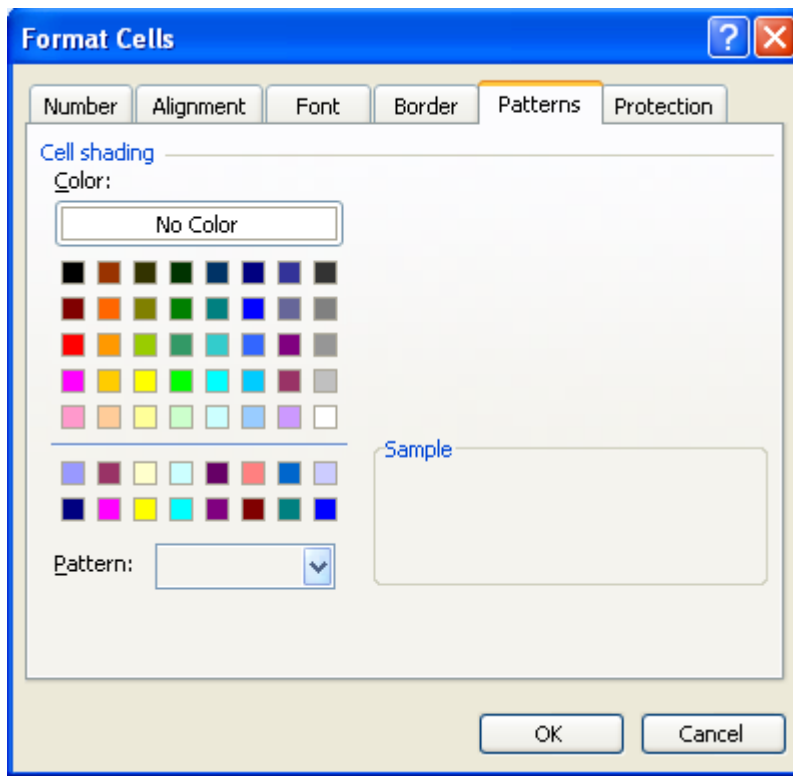 Format Cells
Number Alignment Font Border Patterns Protection
Cell shading
Color:
No Color
Sample
Pattern:
OK Cancel